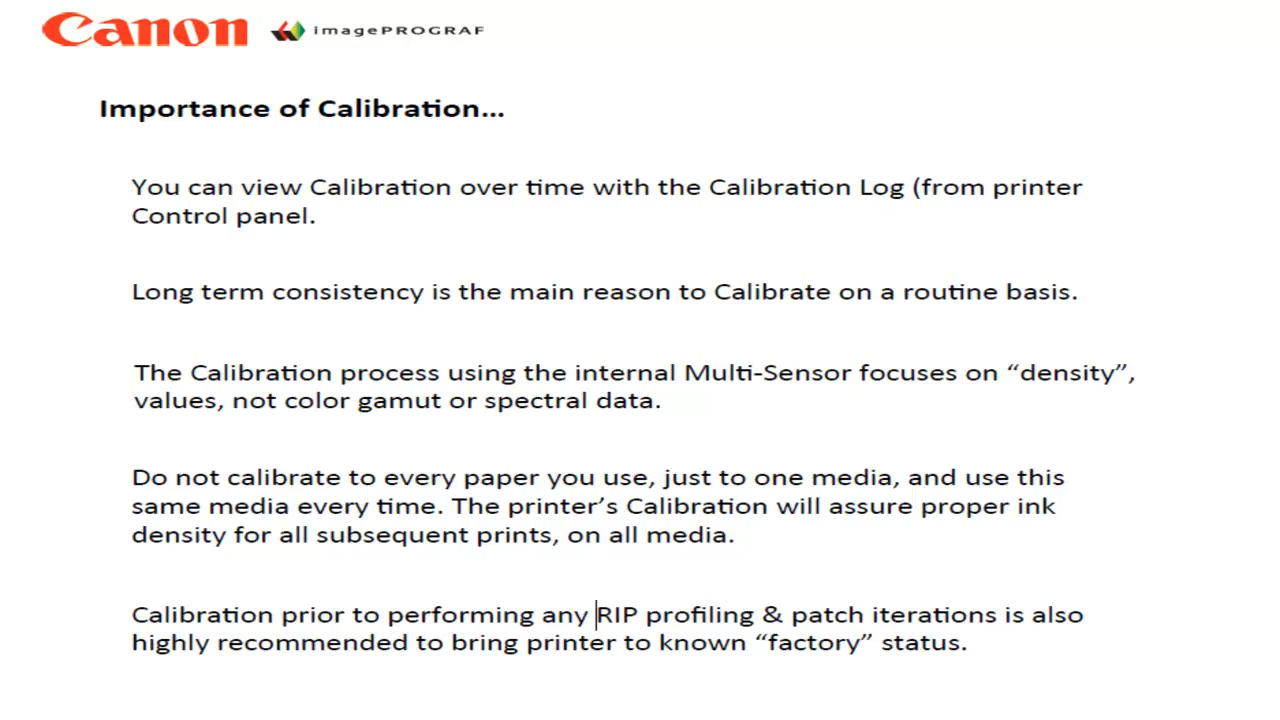 Canon imagePROGRAF
Importance of Calibration...
You can view Calibration over time with the Calibration Log (from printer
Control panel.
Long term consistency is the main reason to Calibrate on a routine basis.
The Calibration process using the internal Multi-Sensor focuses on “density”,
values, not color gamut or spectral data.
Do not calibrate to every paper you use, just to one media, and use this
same media every time. The printer’s Calibration will assure proper ink
density for all subsequent prints, on all media.
Calibration prior to performing any RIP profiling & patch iterations is also
highly recommended to bring printer to known “factory” status.